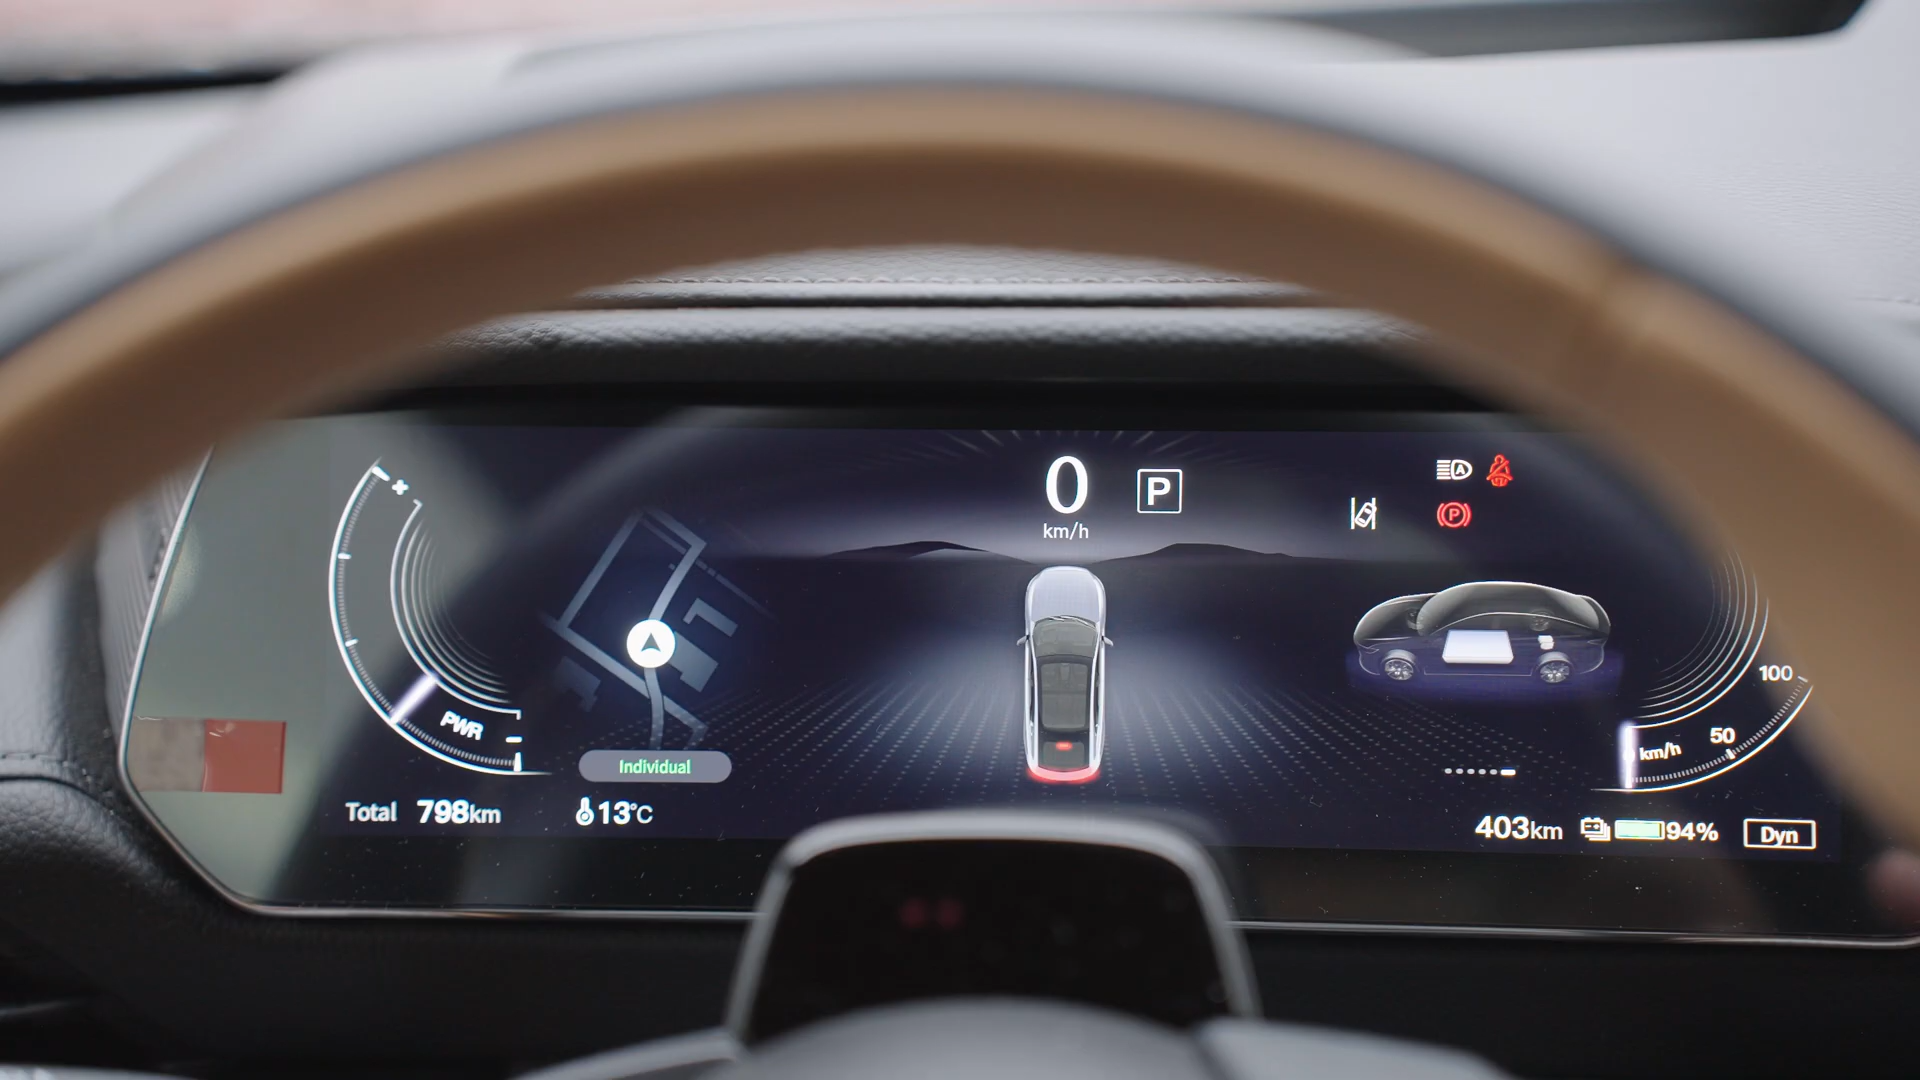 0
km/h
P
A
P
PWR
Individual
Total 798km
13°C
100
50
km/h
403km
94%
Dyn